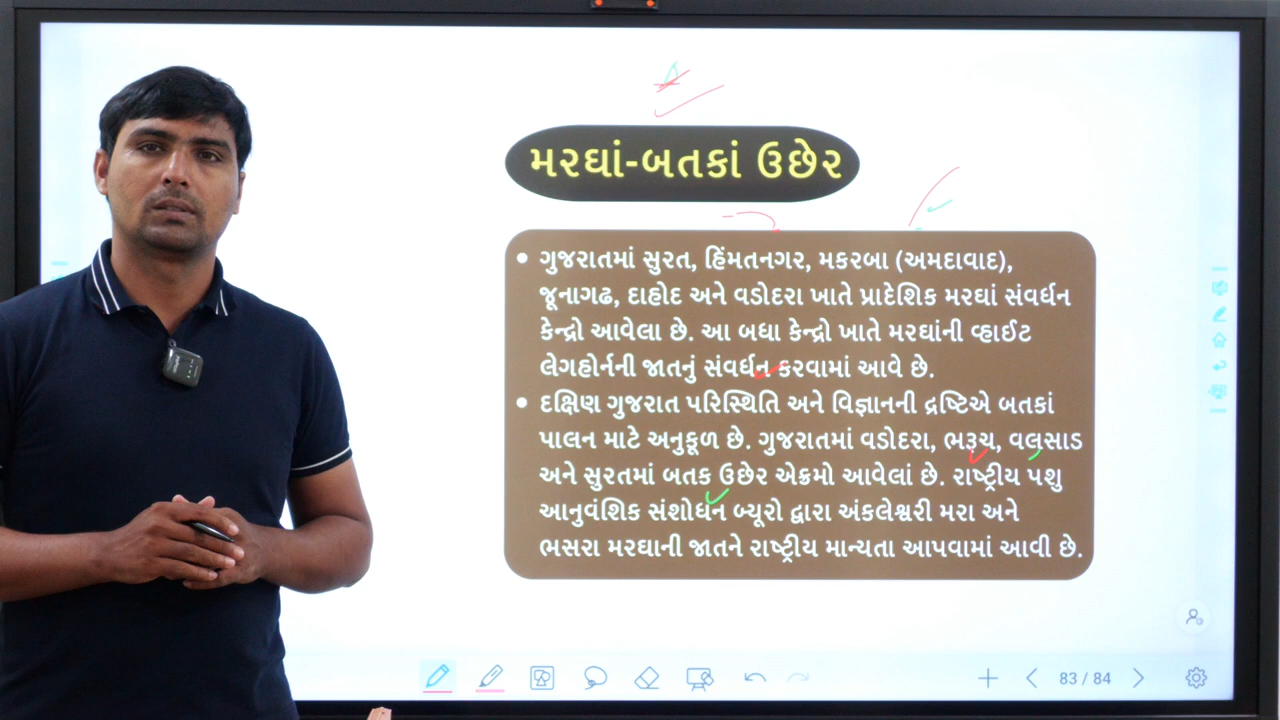 મરઘાં-બતકાં ઉછેર
• ગુજરાતમાં સુરત, હિંમતનગર, મકરબા (અમદાવાદ),
જૂનાગઢ, દાહોદ અને વડોદરા ખાતે પ્રાદેશિક મરઘાં સંવર્ધન
કેન્દ્રો આવેલા છે. આ બધા કેન્દ્રો ખાતે મરઘાંની વ્હાઈટ
લેગહોર્નની જાતનું સંવર્ધન કરવામાં આવે છે.
• દક્ષિણ ગુજરાત પરિસ્થિતિ અને વિજ્ઞાનની દ્રષ્ટિએ બતકાં
પાલન માટે અનુકૂળ છે. ગુજરાતમાં વડોદરા, ભરૂચ, વલસાડ
અને સુરતમાં બતક ઉછેર એક્રમો આવેલાં છે. રાષ્ટ્રીય પશુ
આનુવંશિક સંશોધન બ્યૂરો દ્વારા અંકલેશ્વરી મરા અને
ભસરા મરઘાની જાતને રાષ્ટ્રીય માન્યતા આપવામાં આવી છે.
83 / 84